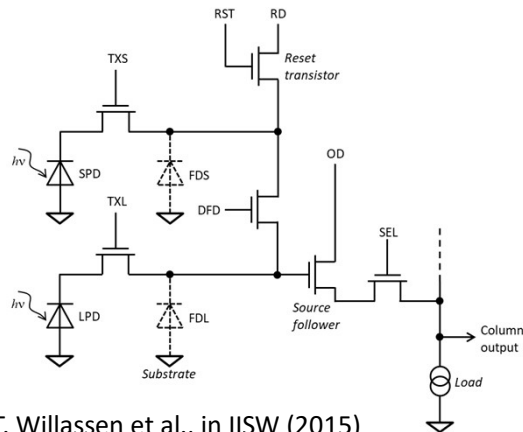 RST RD
Reset
transistor
TXS
OD
hν SPD FDS
DFD
TXL
SEL
Source
follower
Column
output
hν LPD FDL
Substrate
Load
Willassen et al., in IISW (2015)